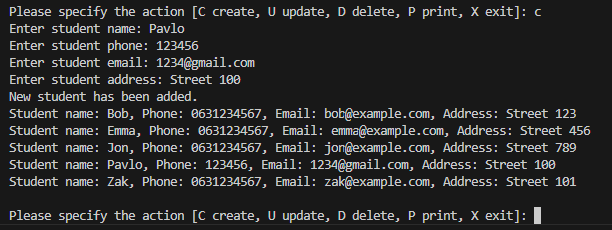 Please specify the action [C create, U update, D delete, P print, X exit]: c
Enter student name: Pavlo
Enter student phone: 123456
Enter student email: 1234@gmail.com
Enter student address: Street 100
New student has been added.
Student name: Bob, Phone: 0631234567, Email: bob@example.com, Address: Street 123
Student name: Emma, Phone: 0631234567, Email: emma@example.com, Address: Street 456
Student name: Jon, Phone: 0631234567, Email: jon@example.com, Address: Street 789
Student name: Pavlo, Phone: 123456, Email: 1234@gmail.com, Address: Street 100
Student name: Zak, Phone: 0631234567, Email: zak@example.com, Address: Street 101
Please specify the action [C create, U update, D delete, P print, X exit]: